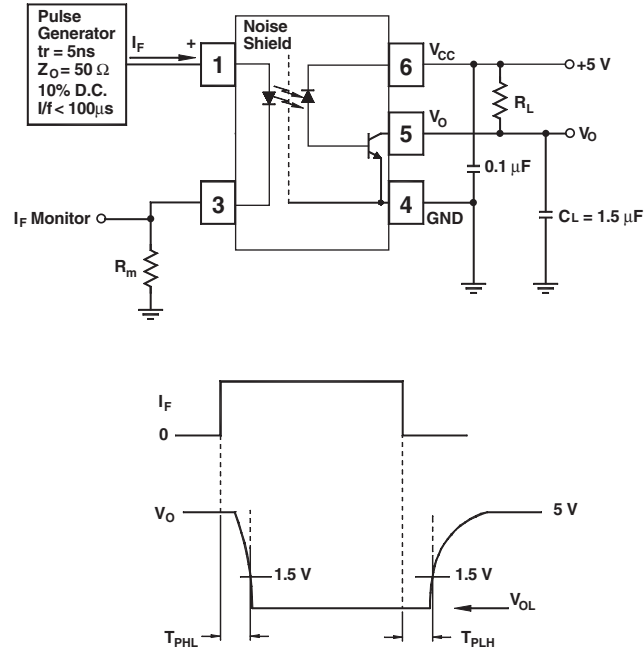 Pulse
Generator
tr = 5ns
ZO = 50 Ω
10% D.C.
I/f < 100μs
IF
+
1
Noise
Shield
6
VCC
+5 V
RL
5
VO
VO
0.1 μF
3
4
GND
CL = 1.5 μF
IF Monitor
Rm
IF
0
VO
5 V
1.5 V
1.5 V
VOL
TPHL
TPLH